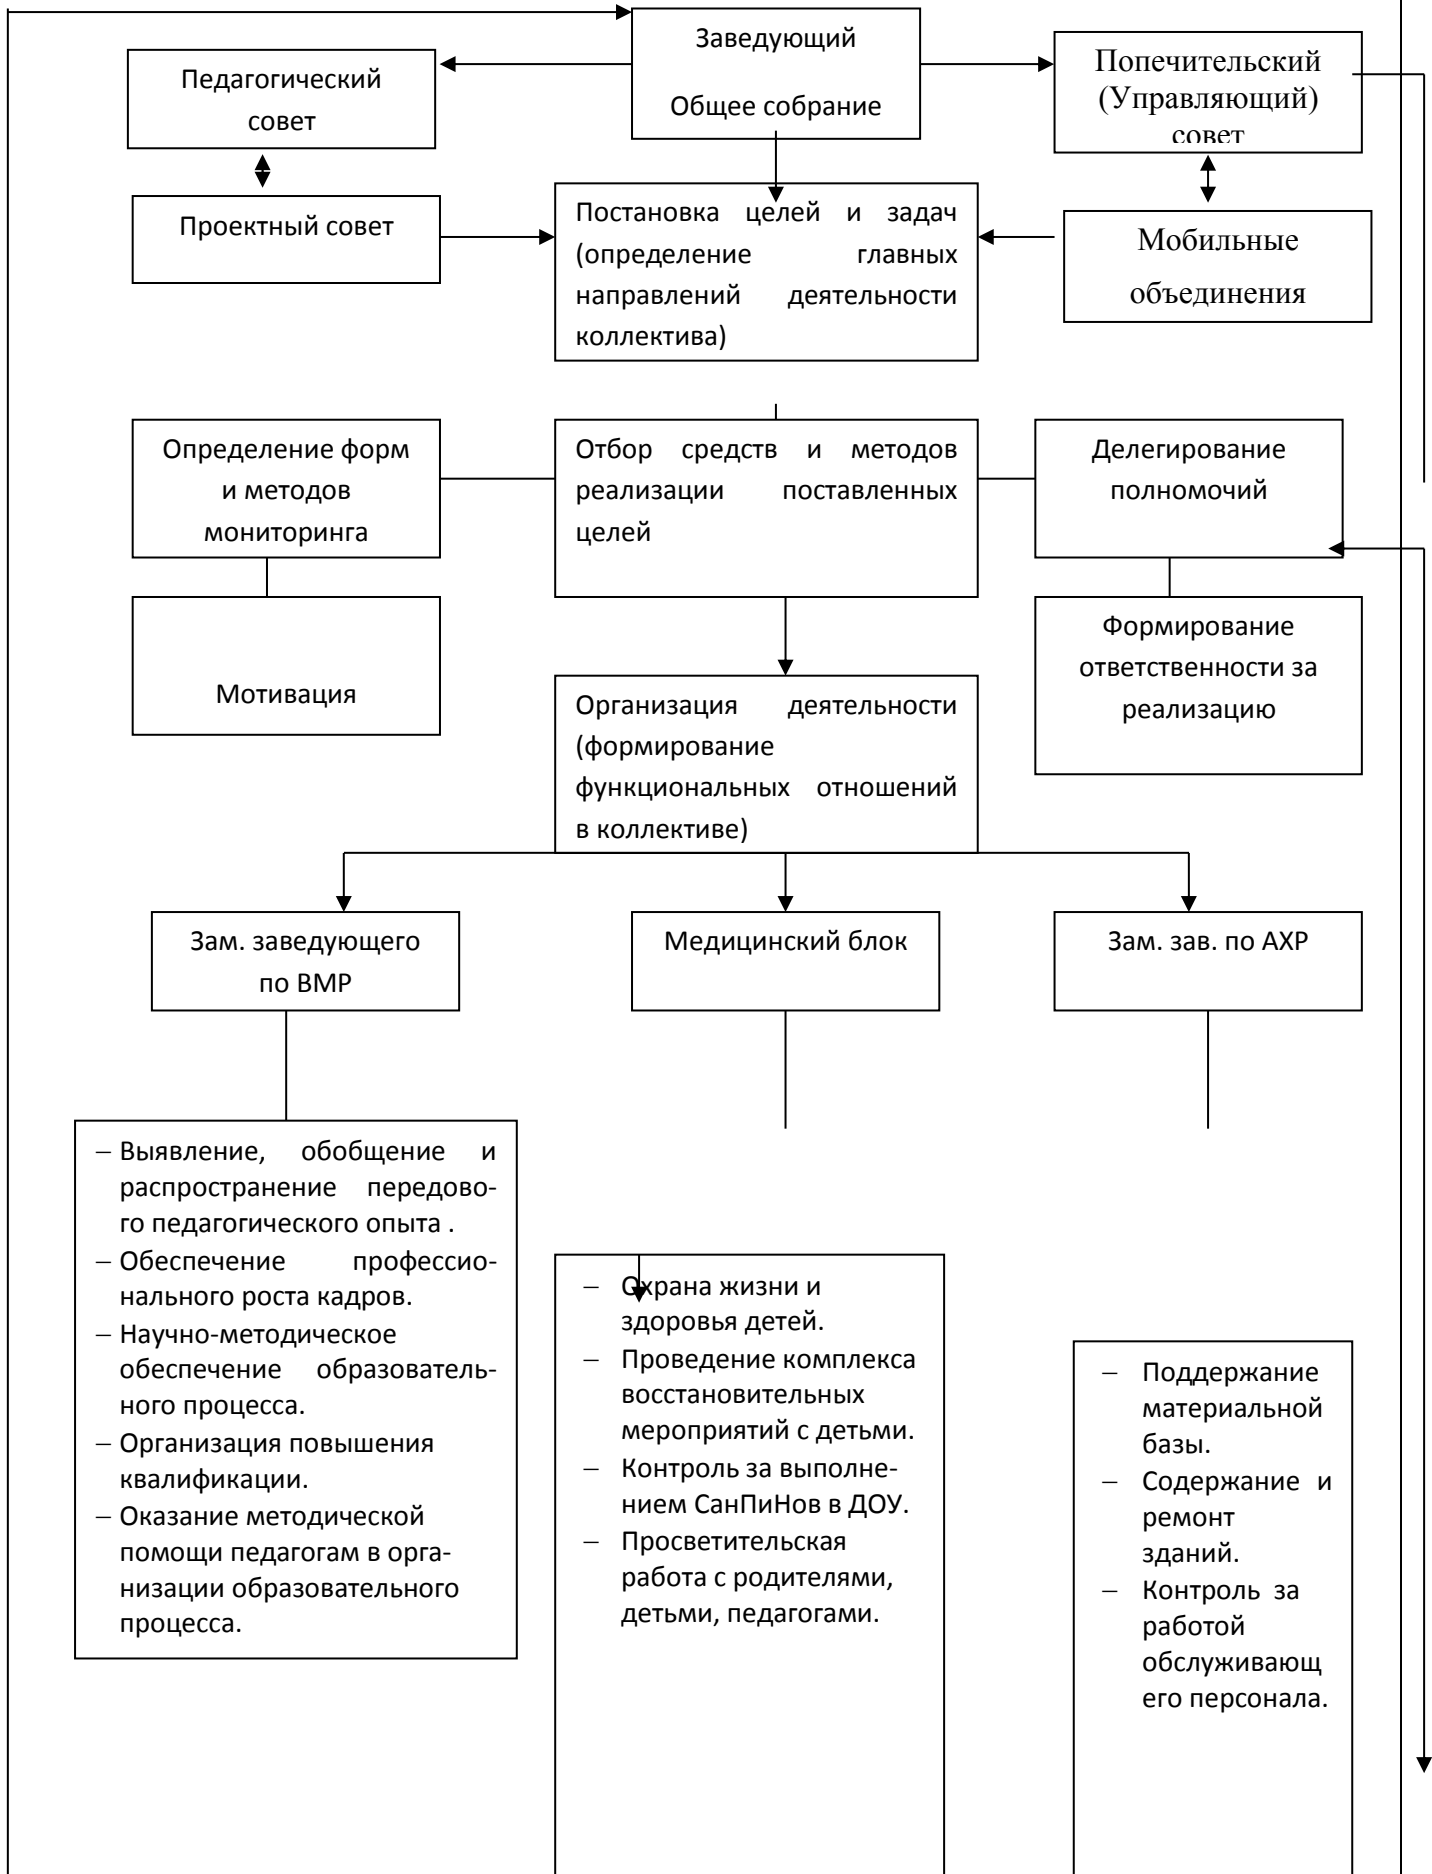 Заведующий
Общее собрание
Педагогический
совет
Попечительский
(Управляющий)
совет
Проектный совет
Постановка целей и задач
(определение главных
направлений деятельности
коллектива)
Мобильные
объединения
Определение форм
и методов
мониторинга
Отбор средств и методов
реализации поставленных
целей
Делегирование
полномочий
Мотивация
Формирование
ответственности за
реализацию
Организация деятельности
(формирование
функциональных отношений
в коллективе)
Зам. заведующего
по ВМР
Медицинский блок
Зам. зав. по АХР
– Выявление, обобщение и
распространение передово-
го педагогического опыта .
– Обеспечение профессио-
нального роста кадров.
– Научно-методическое
обеспечение образователь-
ного процесса.
– Организация повышения
квалификации.
– Оказание методической
помощи педагогам в орга-
низации образовательного
процесса.
– Охрана жизни и
здоровья детей.
– Проведение комплекса
восстановительных
мероприятий с детьми.
– Контроль за выполне-
нием СанПиНов в ДОУ.
– Просветительская
работа с родителями,
детьми, педагогами.
– Поддержание
материальной
базы.
– Содержание и
ремонт
зданий.
– Контроль за
работой
обслуживающ
его персонала.